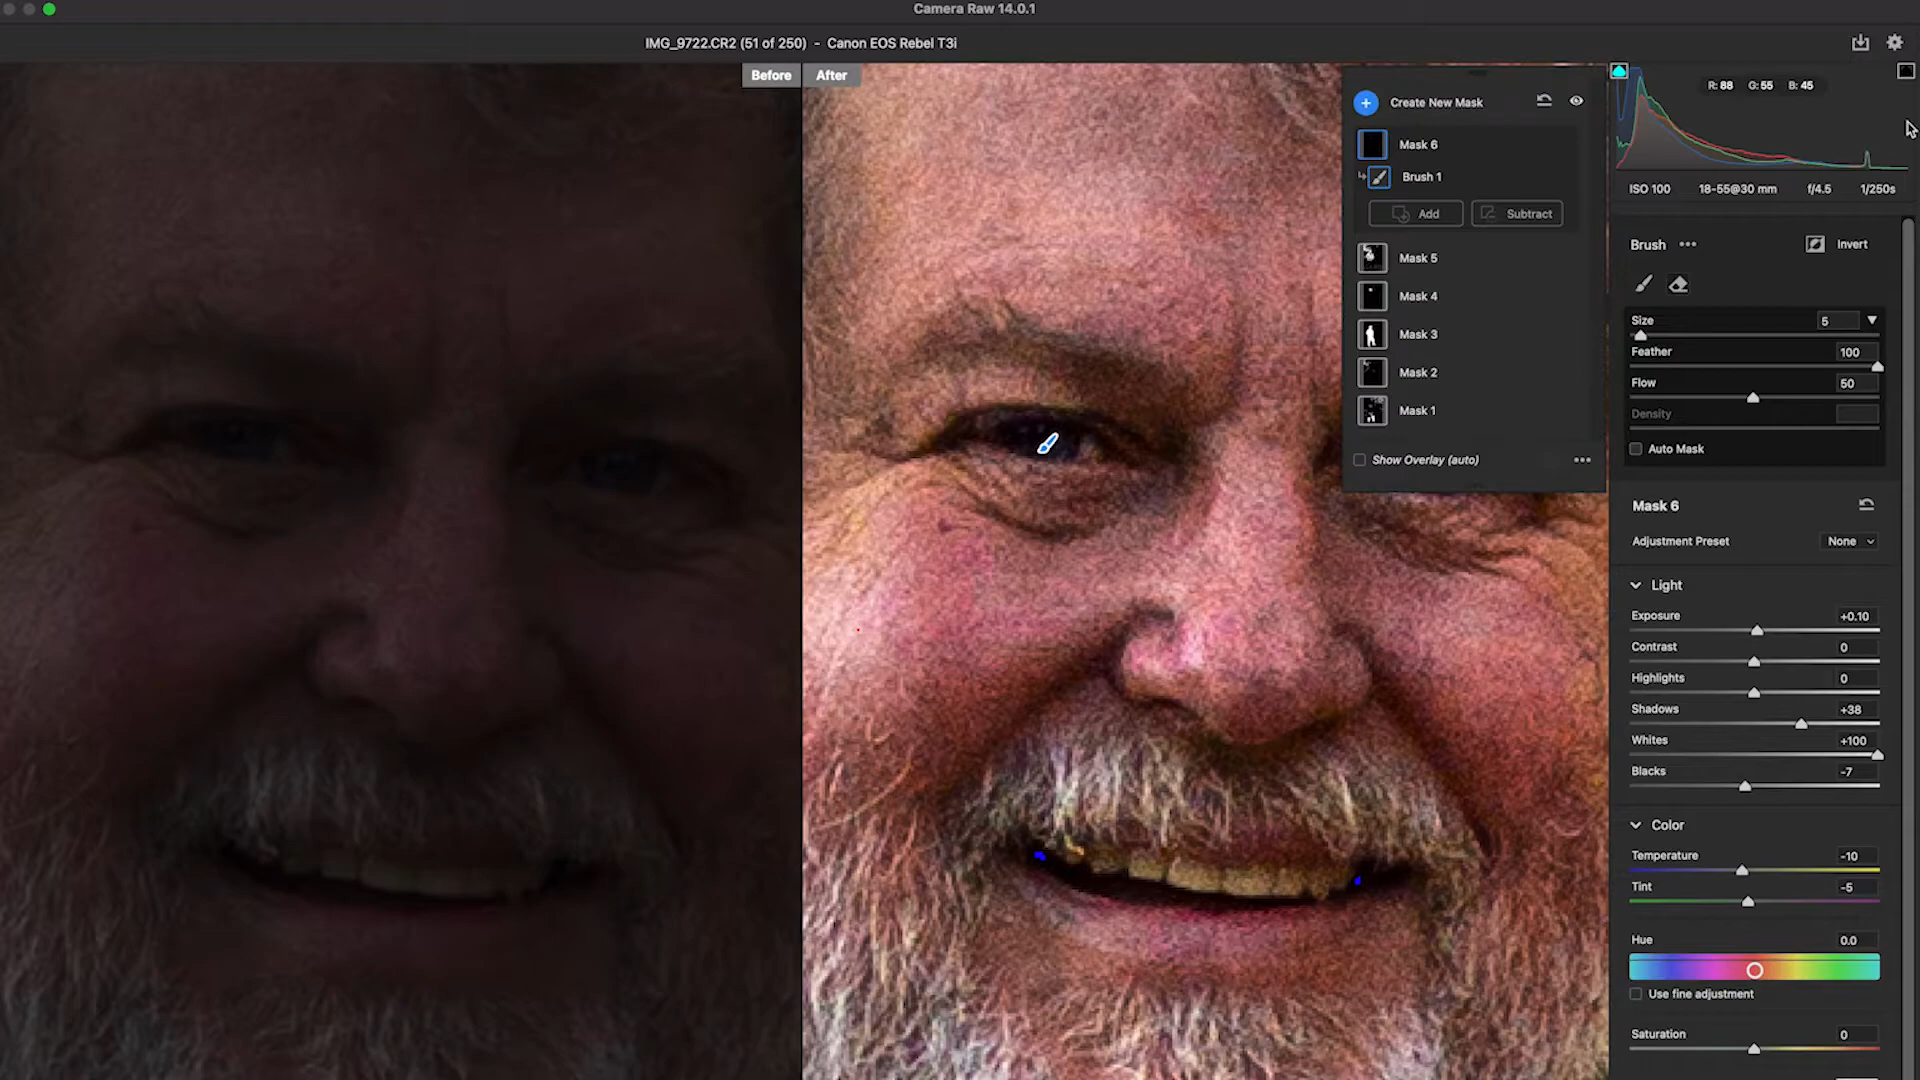 Camera Raw 14.0.1
IMG_9722.CR2 (51 of 250) - Canon EOS Rebel T3i
Before
After
Create New Mask
Mask 6
Brush 1
Add
Subtract
Mask 5
Mask 4
Mask 3
Mask 2
Mask 1
Show Overlay (auto)
R: 88 G: 55 B: 45
ISO 100 18-55@30 mm f/4.5 1/250s
Brush
Invert
Size 5
Feather 100
Flow 50
Density
Auto Mask
Mask 6
Adjustment Preset None
Light
Exposure +0.10
Contrast 0
Highlights 0
Shadows +38
Whites +100
Blacks -7
Color
Temperature -10
Tint -5
Hue 0.0
Use fine adjustment
Saturation 0